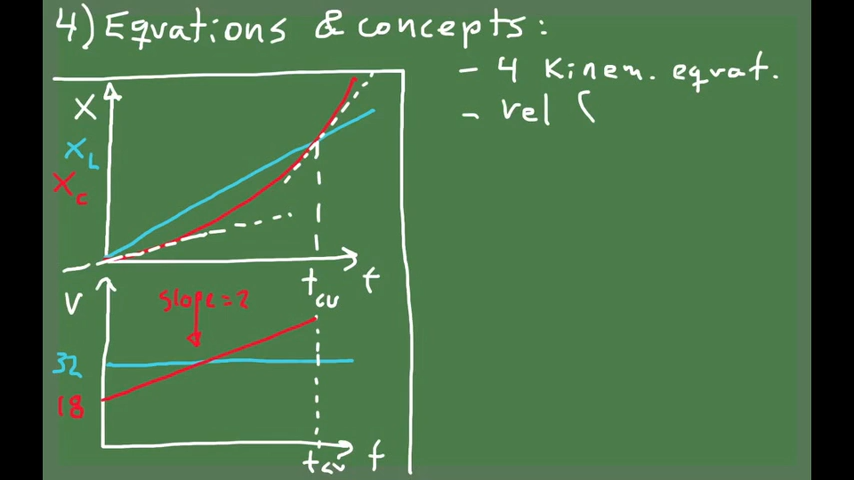 4) Equations & concepts:
- 4 Kinem. equat.
- vel (
X
XL
Xc
tcu
t
V
slope = 2
32
18
tcu
t